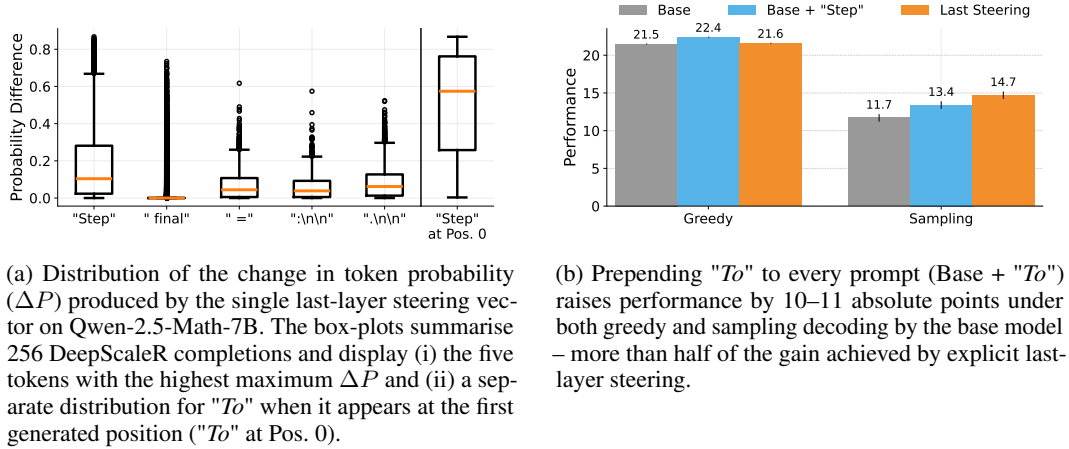 Probability Difference
0.8
0.6
0.4
0.2
0.0
"Step"
" final"
" ="
":\n\n"
".\n\n"
"Step"
at Pos. 0
Base
Base + "Step"
Last Steering
Performance
20
15
10
5
0
21.5
22.4
21.6
11.7
13.4
14.7
Greedy
Sampling
(a) Distribution of the change in token probability
(ΔP) produced by the single last-layer steering vec-
tor on Qwen-2.5-Math-7B. The box-plots summarise
256 DeepScaleR completions and display (i) the five
tokens with the highest maximum ΔP and (ii) a sep-
arate distribution for "To" when it appears at the first
generated position ("To" at Pos. 0).
(b) Prepending "To" to every prompt (Base + "To")
raises performance by 10–11 absolute points under
both greedy and sampling decoding by the base model
– more than half of the gain achieved by explicit last-
layer steering.